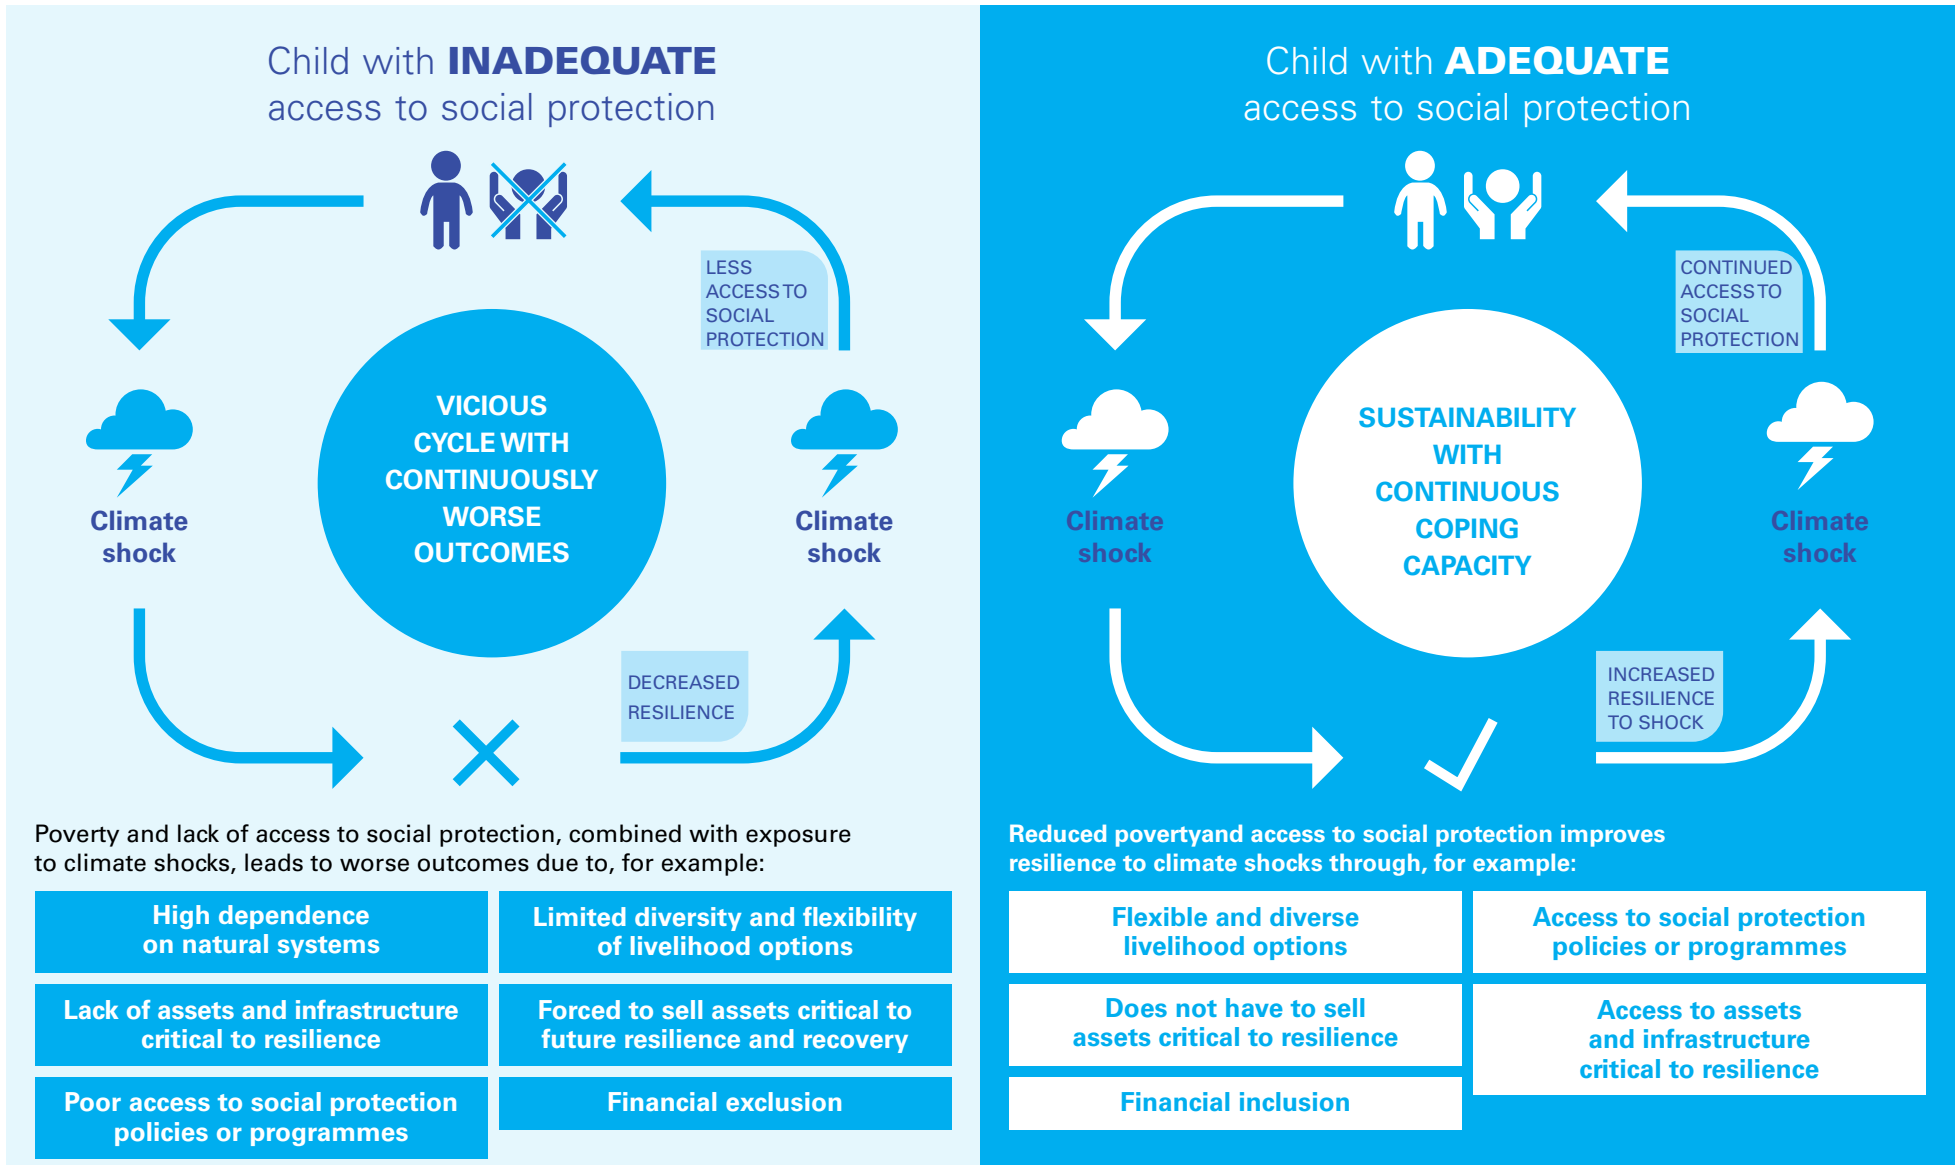 Child with INADEQUATE
access to social protection
LESS
ACCESS TO
SOCIAL
PROTECTION
VICIOUS
CYCLE WITH
CONTINUOUSLY
WORSE
OUTCOMES
Climate
shock
Climate
shock
DECREASED
RESILIENCE
Poverty and lack of access to social protection, combined with exposure
to climate shocks, leads to worse outcomes due to, for example:
High dependence
on natural systems
Limited diversity and flexibility
of livelihood options
Lack of assets and infrastructure
critical to resilience
Forced to sell assets critical to
future resilience and recovery
Poor access to social protection
policies or programmes
Financial exclusion
Child with ADEQUATE
access to social protection
CONTINUED
ACCESS TO
SOCIAL
PROTECTION
SUSTAINABILITY
WITH
CONTINUOUS
COPING
CAPACITY
Climate
shock
Climate
shock
INCREASED
RESILIENCE
TO SHOCK
Reduced povertyand access to social protection improves
resilience to climate shocks through, for example:
Flexible and diverse
livelihood options
Access to social protection
policies or programmes
Does not have to sell
assets critical to resilience
Access to assets
and infrastructure
critical to resilience
Financial inclusion